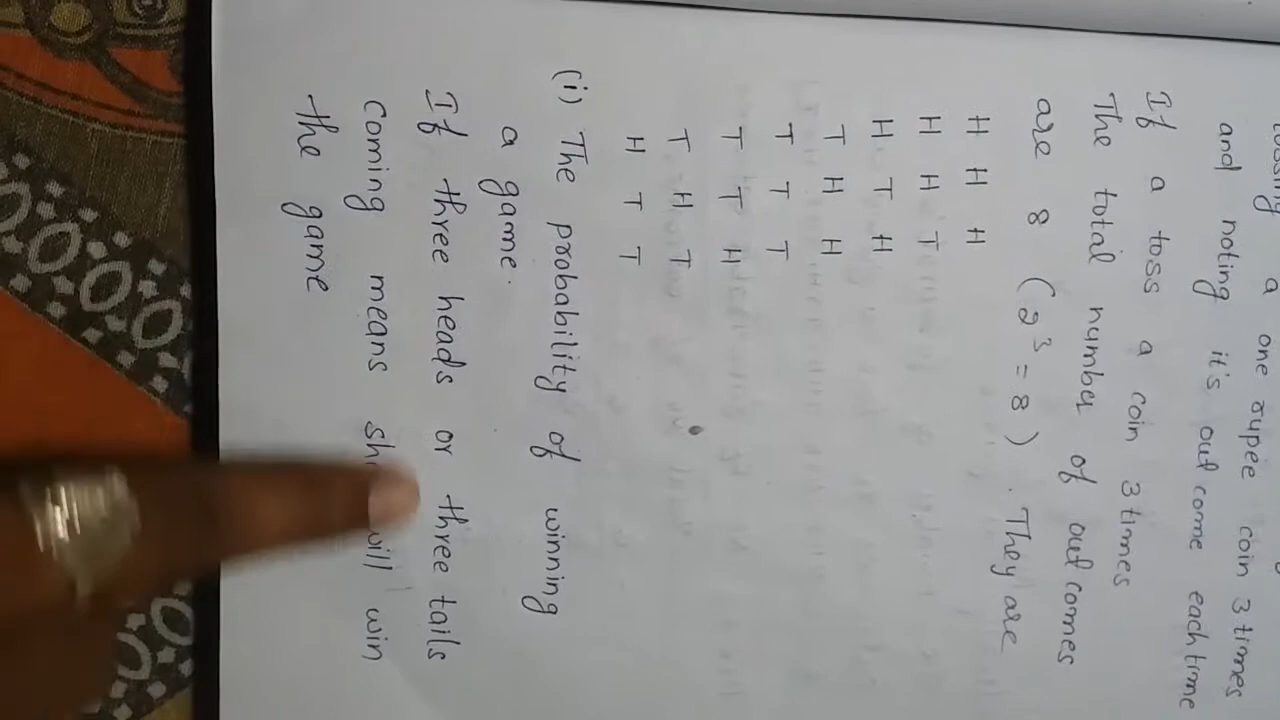 a one rupee coin 3 times
and noting it's out come each time
If a toss a coin 3 times
The total number of out comes
are 8 (2³ = 8). They are
H H H
H H T
H T H
T H H
T T T
T T H
T H T
H T T
(i) The probability of winning
a game.
If three heads or three tails
coming means will win
the game